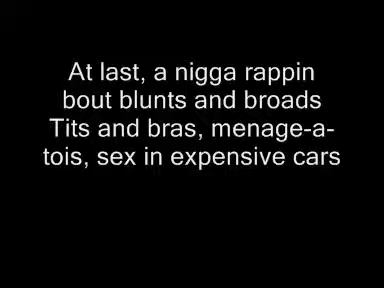 At last, a nigga rappin
bout blunts and broads
Tits and bras, menage-a-
tois, sex in expensive cars